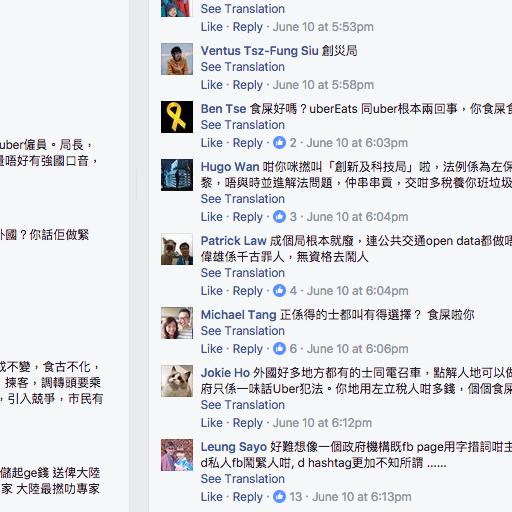 uber僱員。局長，
量唔好有強國口音，
外國？你話佢做緊
成不變，食古不化，
揀客，調轉頭要乘
，引入競爭，市民有
儲起ge錢 送俾大陸
家 大陸最撚叻專家
See Translation
Like · Reply · June 10 at 5:53pm
Ventus Tsz-Fung Siu 創災局
See Translation
Like · Reply · June 10 at 5:58pm
Ben Tse 食屎好嗎？uberEats 同uber根本兩回事，你食屎食
See Translation
Like · Reply · 2 · June 10 at 6:03pm
Hugo Wan 咁你咪撚叫「創新及科技局」啦，法例係為左保
黎，唔與時並進解法問題，仲串串貢，交咁多稅養你班垃圾
See Translation
Like · Reply · 3 · June 10 at 6:04pm
Patrick Law 成個局根本就廢，連公共交通open data都做唔
偉雄係千古罪人，無資格去鬧人
See Translation
Like · Reply · 4 · June 10 at 6:04pm
Michael Tang 正係得的士都叫有得選擇？ 食屎啦你
See Translation
Like · Reply · 6 · June 10 at 6:06pm
Jokie Ho 外國好多地方都有的士同電召車，點解人地可以做
府只係一味話Uber犯法。你地用左立稅人咁多錢，個個食屎
See Translation
Like · Reply · June 10 at 6:12pm
Leung Sayo 好難想像一個政府機構既fb page用字措詞咁主
d私人fb鬧緊人咁, d hashtag更加不知所謂 ......
See Translation
Like · Reply · 13 · June 10 at 6:13pm